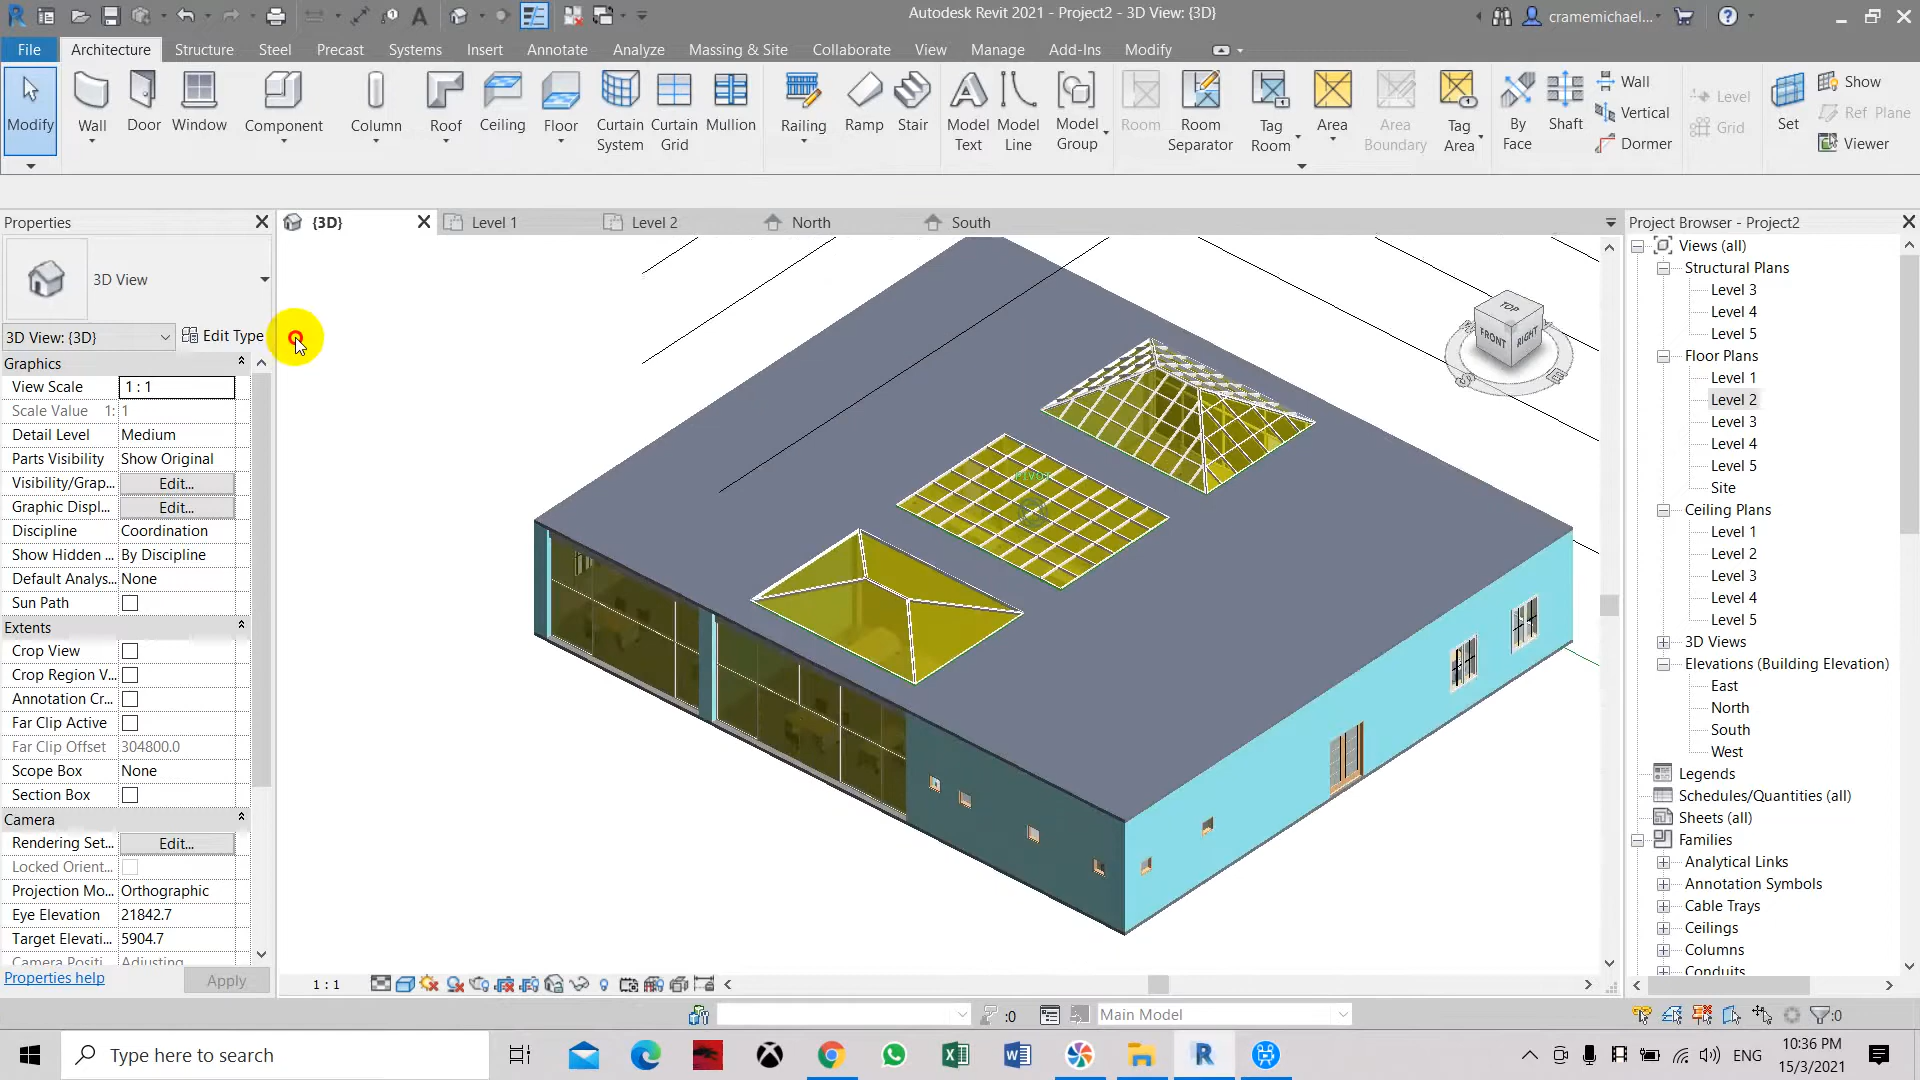 Autodesk Revit 2021 - Project2 - 3D View: {3D}
cramemichael...
File Architecture Structure Steel Precast Systems Insert Annotate Analyze Massing & Site Collaborate View Manage Add-Ins Modify
Modify
Wall
Door
Window
Component
Column
Roof
Ceiling
Floor
Curtain System
Curtain Grid
Mullion
Railing
Ramp
Stair
Model Text
Model Line
Model Group
Room
Room Separator
Tag Room
Area
Area Boundary
Tag Area
By Face
Shaft
Wall
Vertical
Dormer
Level
Grid
Set
Show
Ref Plane
Viewer
Properties
3D View
3D View: {3D}
Edit Type
Graphics
View Scale 1 : 1
Scale Value 1: 1
Detail Level Medium
Parts Visibility Show Original
Visibility/Grap... Edit...
Graphic Displ... Edit...
Discipline Coordination
Show Hidden ... By Discipline
Default Analys... None
Sun Path
Extents
Crop View
Crop Region V...
Annotation Cr...
Far Clip Active
Far Clip Offset 304800.0
Scope Box None
Section Box
Camera
Rendering Set... Edit...
Locked Orient...
Projection Mo... Orthographic
Eye Elevation 21842.7
Target Elevati... 5904.7
Camera Positi... Adjusting
Properties help
Apply
{3D}
Level 1
Level 2
North
South
TOP
FRONT
RIGHT
PIVOT
1 : 1
Project Browser - Project2
Views (all)
Structural Plans
Level 3
Level 4
Level 5
Floor Plans
Level 1
Level 2
Level 3
Level 4
Level 5
Site
Ceiling Plans
Level 1
Level 2
Level 3
Level 4
Level 5
3D Views
Elevations (Building Elevation)
East
North
South
West
Legends
Schedules/Quantities (all)
Sheets (all)
Families
Analytical Links
Annotation Symbols
Cable Trays
Ceilings
Columns
Conduits
:0
Main Model
:0
Type here to search
ENG
10:36 PM
15/3/2021